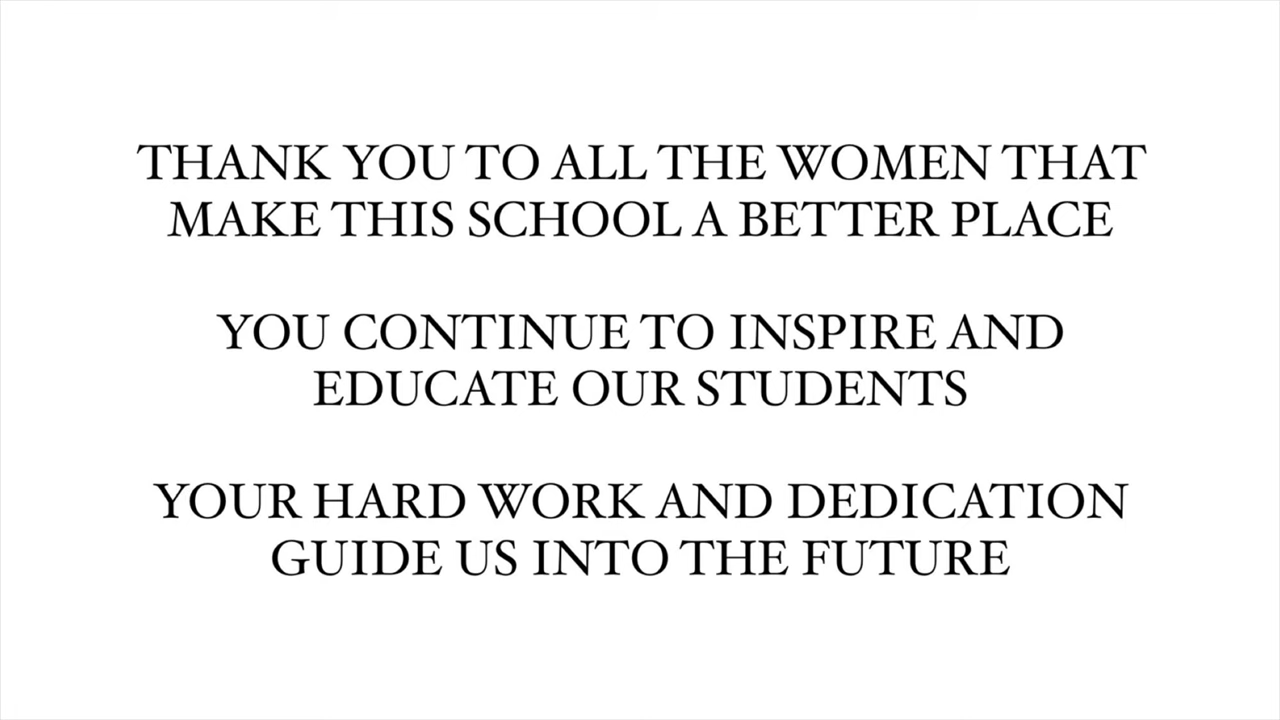 THANK YOU TO ALL THE WOMEN THAT
MAKE THIS SCHOOL A BETTER PLACE
YOU CONTINUE TO INSPIRE AND
EDUCATE OUR STUDENTS
YOUR HARD WORK AND DEDICATION
GUIDE US INTO THE FUTURE